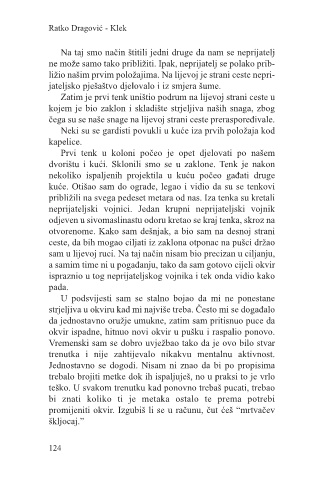 Ratko Dragović - Klek
Na taj smo način štitili jedni druge da nam se neprijatelj
ne može samo tako približiti. Ipak, neprijatelj se polako prib-
ližio našim prvim položajima. Na lijevoj je strani ceste nepri-
jateljsko pješaštvo djelovalo i iz smjera šume.
Zatim je prvi tenk uništio podrum na lijevoj strani ceste u
kojem je bio zaklon i skladište strjeljiva naših snaga, zbog
čega su se naše snage na lijevoj strani ceste prerasporedivale.
Neki su se gardisti povukli u kuće iza prvih položaja kod
kapelice.
Prvi tenk u koloni počeo je opet djelovati po našem
dvorištu i kući. Sklonili smo se u zaklone. Tenk je nakon
nekoliko ispaljenih projektila u kuću počeo gađati druge
kuće. Otišao sam do ograde, legao i vidio da su se tenkovi
približili na svega pedeset metara od nas. Iza tenka su kretali
neprijateljski vojnici. Jedan krupni neprijateljski vojnik
odjeven u sivomaslinastu odoru kretao se kraj tenka, skroz na
otvorenome. Kako sam dešnjak, a bio sam na desnoj strani
ceste, da bih mogao ciljati iz zaklona otponac na pušci držao
sam u lijevoj ruci. Na taj način nisam bio precizan u ciljanju,
a samim time ni u pogađanju, tako da sam gotovo cijeli okvir
ispraznio u tog neprijateljskog vojnika i tek onda vidio kako
pada.
U podsvijesti sam se stalno bojao da mi ne ponestane
strjeljiva u okviru kad mi najviše treba. Često mi se događalo
da jednostavno oružje umukne, zatim sam pritisnuo puce da
okvir ispadne, hitnuo novi okvir u pušku i raspalio ponovo.
Vremenski sam se dobro uvježbao tako da je ovo bilo stvar
trenutka i nije zahtijevalo nikakvu mentalnu aktivnost.
Jednostavno se dogodi. Nisam ni znao da bi po propisima
trebalo brojiti metke dok ih ispaljuješ, no u praksi to je vrlo
teško. U svakom trenutku kad ponovno trebaš pucati, trebao
bi znati koliko ti je metaka ostalo te prema potrebi
promijeniti okvir. Izgubiš li se u računu, čut ćeš "mrtvačev
škljocaj."
124